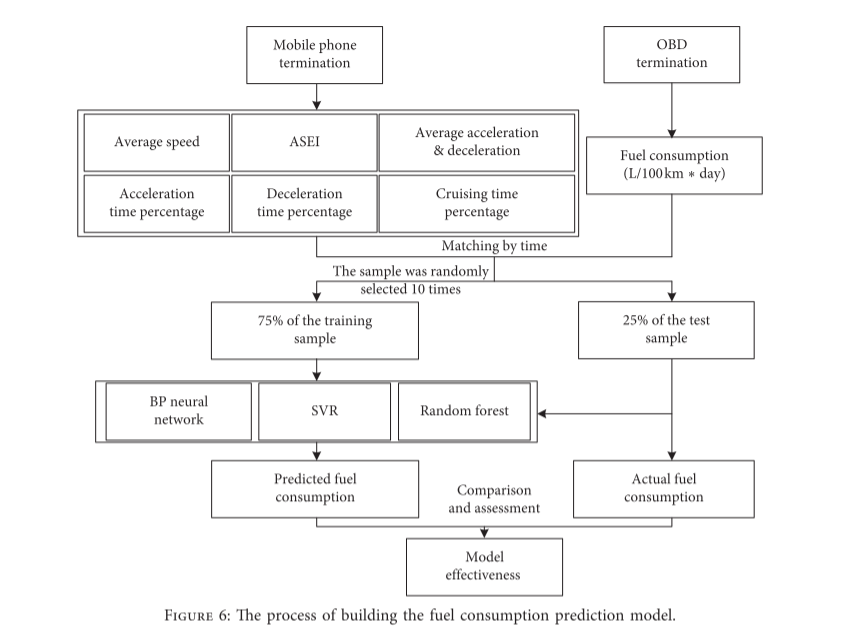 Mobile phone
termination
OBD
termination
Average speed
ASEI
Average acceleration
& deceleration
Fuel consumption
(L/100 km ∗ day)
Acceleration
time percentage
Deceleration
time percentage
Cruising time
percentage
Matching by time
The sample was randomly
selected 10 times
75% of the training
sample
25% of the test
sample
BP neural
network
SVR
Random forest
Predicted fuel
consumption
Comparison
and assessment
Actual fuel
consumption
Model
effectiveness
Figure 6: The process of building the fuel consumption prediction model.